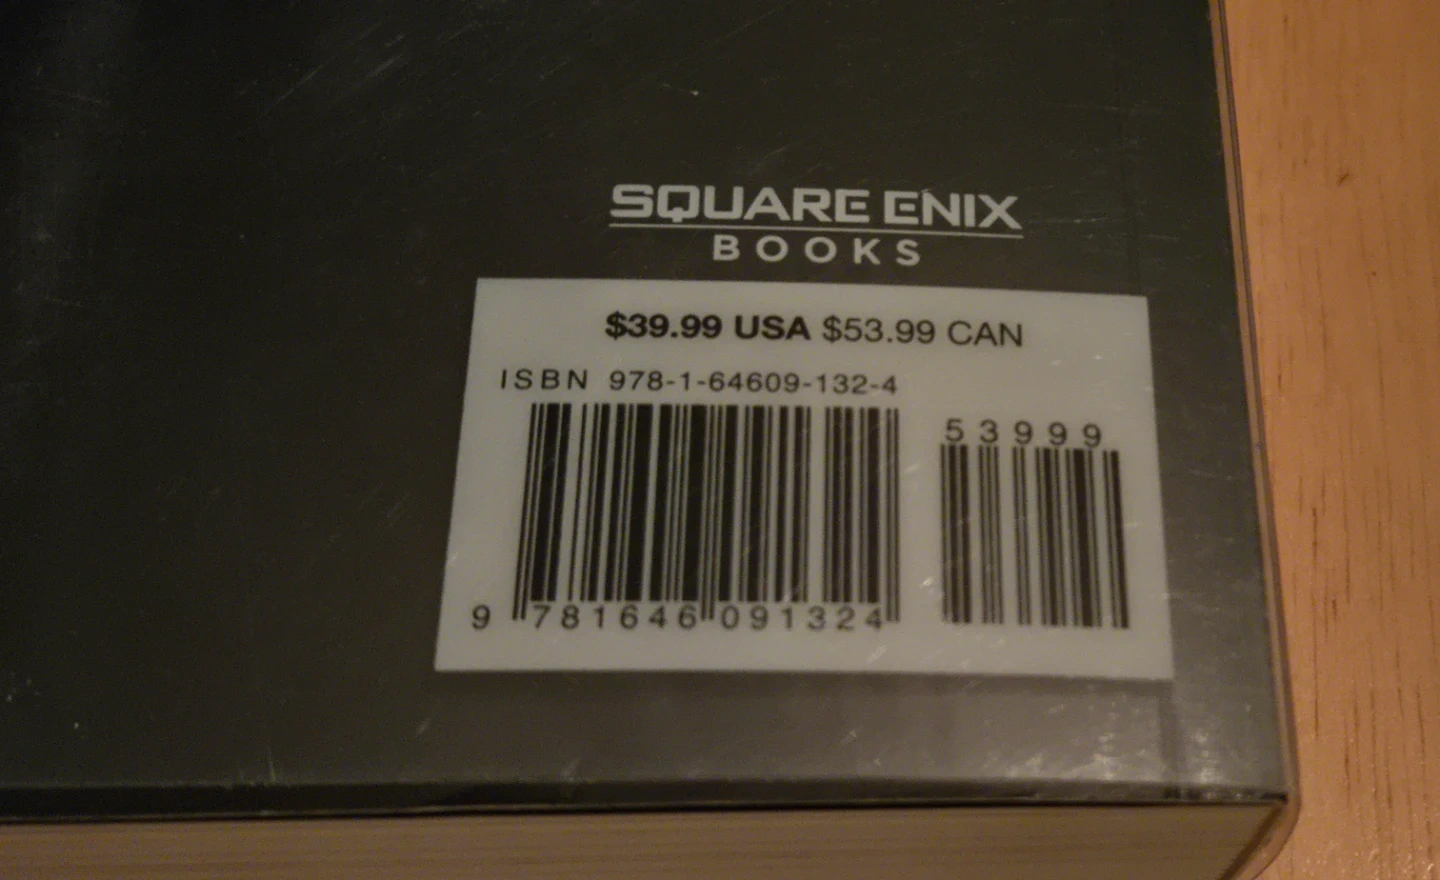 SQUARE ENIX
BOOKS
$39.99 USA $53.99 CAN
ISBN 978-1-64609-132-4
53999
9 781646 091324